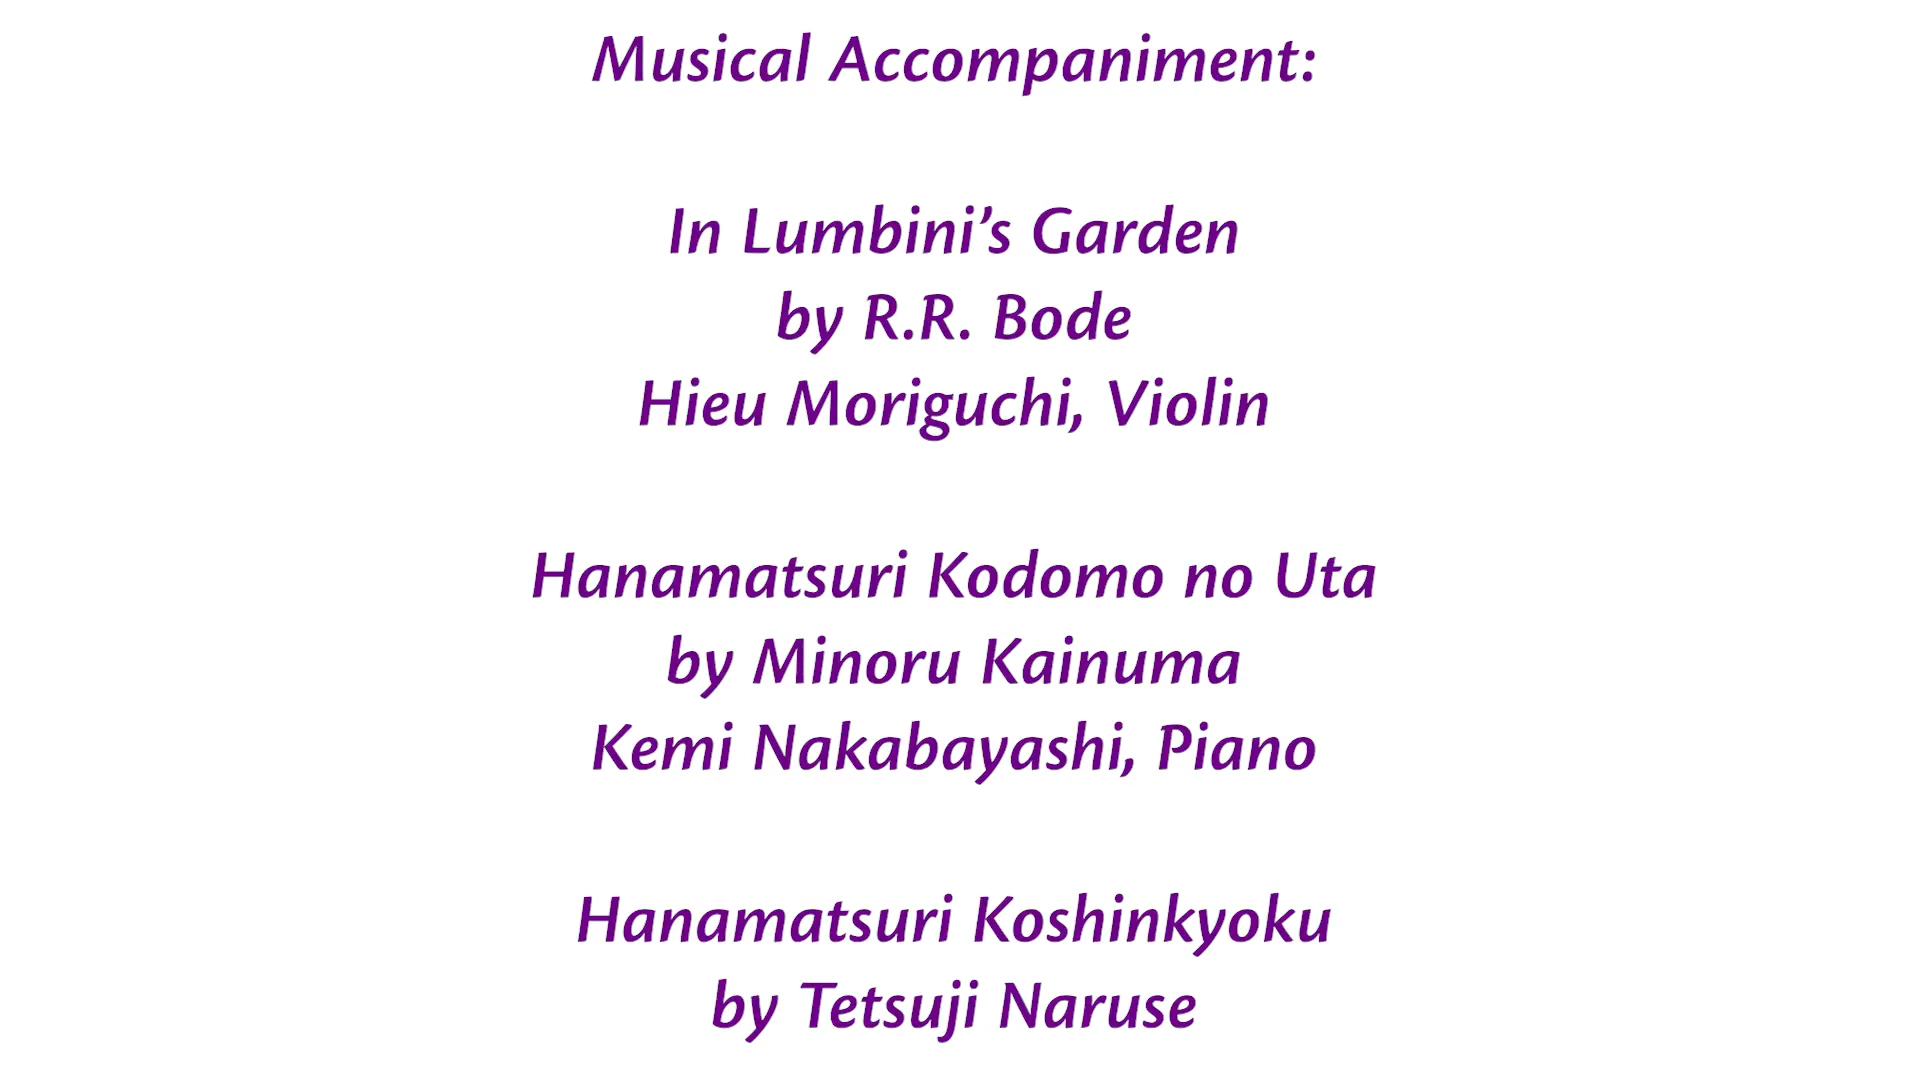 Musical Accompaniment:
In Lumbini’s Garden
by R.R. Bode
Hieu Moriguchi, Violin
Hanamatsuri Kodomo no Uta
by Minoru Kainuma
Kemi Nakabayashi, Piano
Hanamatsuri Koshinkyoku
by Tetsuji Naruse